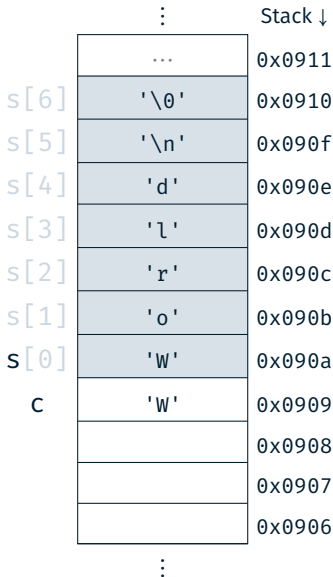 ⋮ Stack ↓
... 0x0911
s[6] '\0' 0x0910
s[5] '\n' 0x090f
s[4] 'd' 0x090e
s[3] 'l' 0x090d
s[2] 'r' 0x090c
s[1] 'o' 0x090b
s[0] 'W' 0x090a
c 'W' 0x0909
0x0908
0x0907
0x0906
⋮